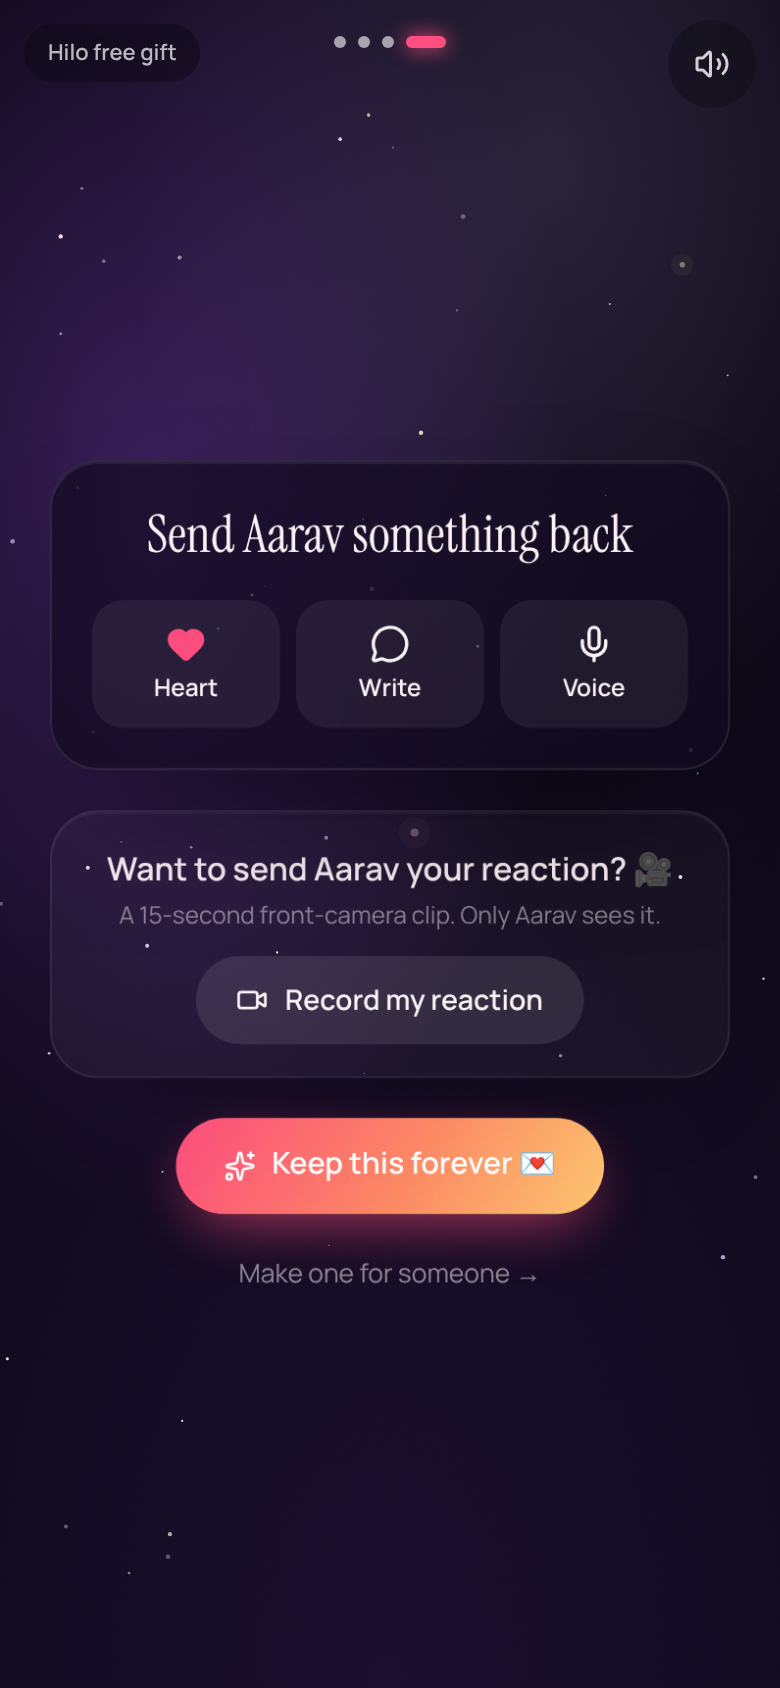 Hilo free gift
Send Aarav something back
Heart
Write
Voice
Want to send Aarav your reaction? 🎥
A 15-second front-camera clip. Only Aarav sees it.
Record my reaction
Keep this forever 💌
Make one for someone →